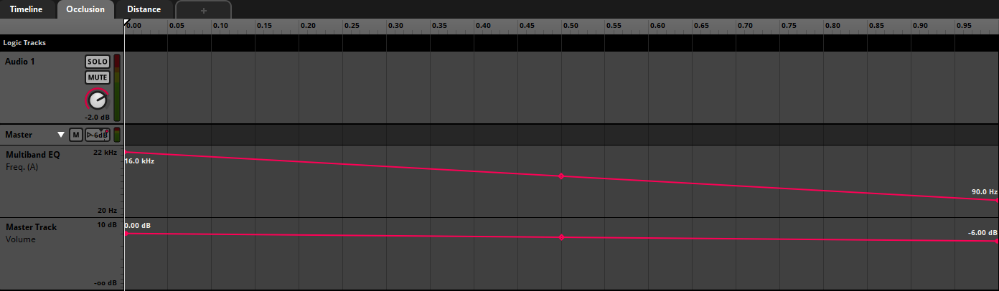 Timeline Occlusion Distance +
0.00 0.05 0.10 0.15 0.20 0.25 0.30 0.35 0.40 0.45 0.50 0.55 0.60 0.65 0.70 0.75 0.80 0.85 0.90 0.95
Logic Tracks
Audio 1 SOLO
MUTE
-2.0 dB
Master M -6dB
Multiband EQ 22 kHz
Freq. (A) 16.0 kHz
90.0 Hz
20 Hz
Master Track 10 dB 0.00 dB
Volume -6.00 dB
-oo dB